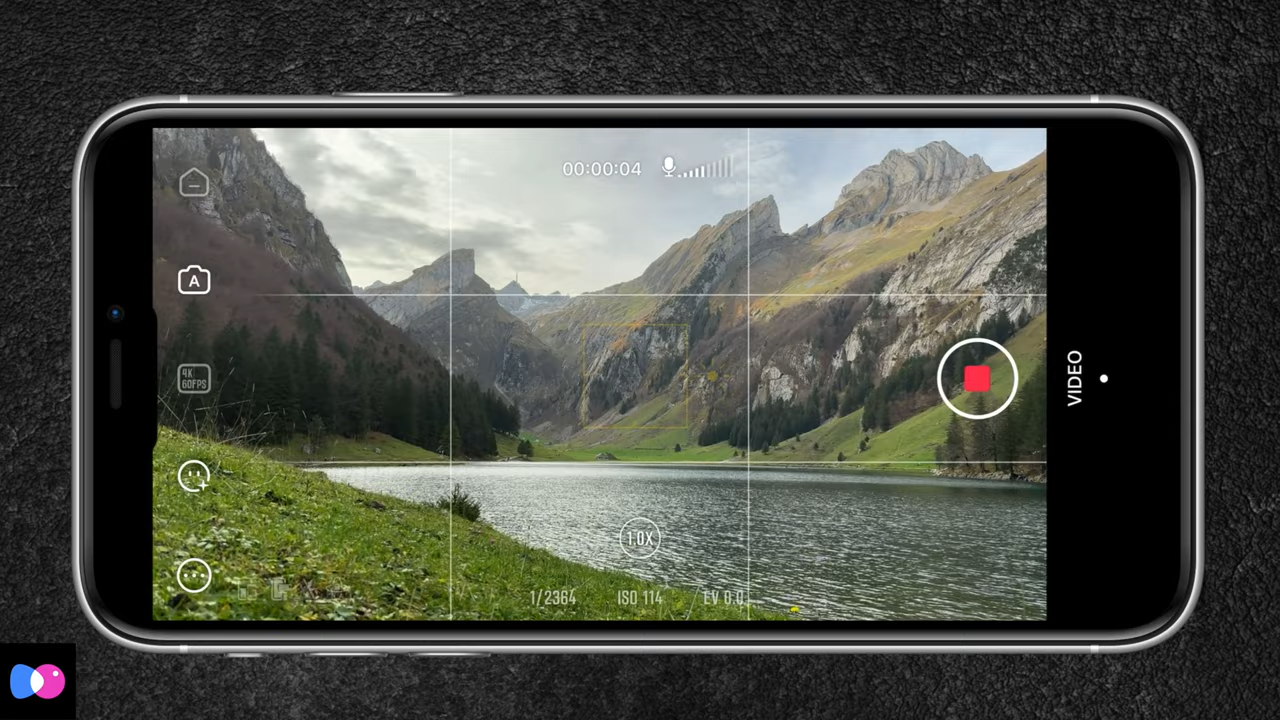 00:00:04
A
4K
60FPS
VIDEO
1.0X
1/2364
ISO 114
EV 0.0